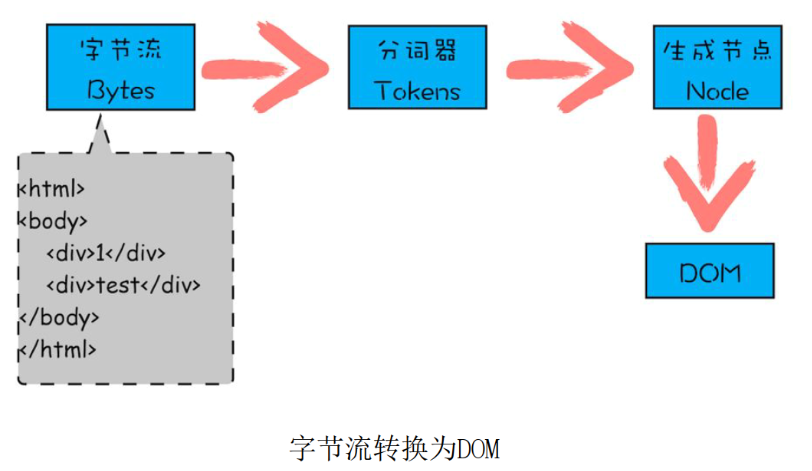 字节流
Bytes
分词器
Tokens
生成节点
Node
DOM
<html>
<body>
<div>1</div>
<div>test</div>
</body>
</html>
字节流转换为DOM